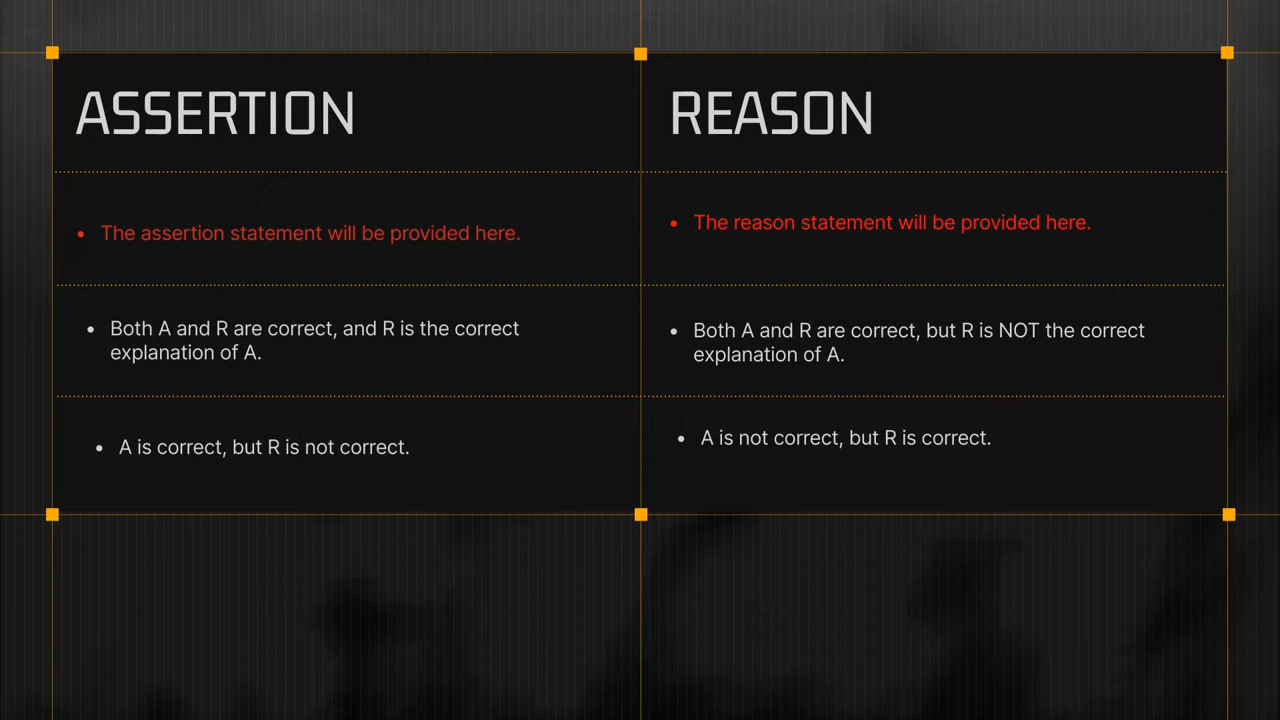 ASSERTION
REASON
• The assertion statement will be provided here.
• The reason statement will be provided here.
• Both A and R are correct, and R is the correct
explanation of A.
• Both A and R are correct, but R is NOT the correct
explanation of A.
• A is correct, but R is not correct.
• A is not correct, but R is correct.